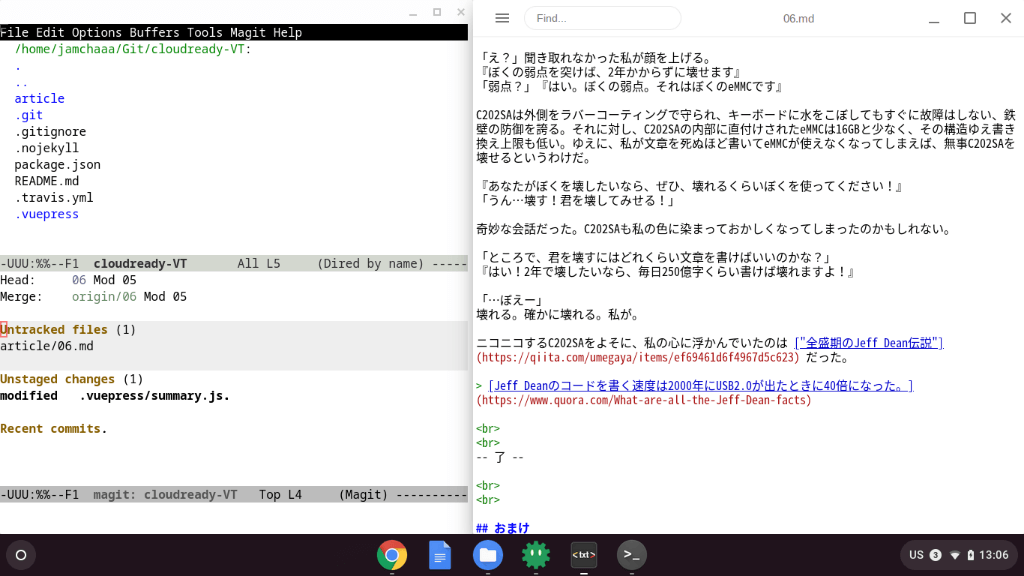 File Edit Options Buffers Tools Magit Help
/home/jamchaaa/Git/cloudready-VT:
.
..
article
.git
.gitignore
.nojekyll
package.json
README.md
.travis.yml
.vuepress
-UUU:%%--F1 cloudready-VT All L5 (Dired by name) -----
Head: 06 Mod 05
Merge: origin/06 Mod 05
Untracked files (1)
article/06.md
Unstaged changes (1)
modified .vuepress/summary.js.
Recent commits.
-UUU:%%--F1 magit: cloudready-VT Top L4 (Magit) ----------
Find...
06.md
「え？」聞き取れなかった私が顔を上げる。
『ぼくの弱点を突けば、2年かからずに壊せます』
「弱点？」『はい。ぼくの弱点。それはぼくのeMMCです』
C202SAは外側をラバーコーティングで守られ、キーボードに水をこぼしてもすぐに故障はしない、鉄
壁の防御を誇る。それに対し、C202SAの内部に直付けされたeMMCは16GBと少なく、その構造ゆえ書き
換え上限も低い。ゆえに、私が文章を死ぬほど書いてeMMCが使えなくなってしまえば、無事C202SAを
壊せるというわけだ。
『あなたがぼくを壊したいなら、ぜひ、壊れるくらいぼくを使ってください！』
「うん…壊す！君を壊してみせる！」
奇妙な会話だった。C202SAも私の色に染まっておかしくなってしまったのかもしれない。
「ところで、君を壊すにはどれくらい文章を書けばいいのかな？」
『はい！2年で壊したいなら、毎日250億字くらい書けば壊れますよ！』
「…ぽえー」
壊れる。確かに壊れる。私が。
ニコニコするC202SAをよそに、私の心に浮かんでいたのは ["全盛期のJeff Dean伝説"]
(https://qiita.com/umegaya/items/ef69461d6f4967d5c623) だった。
> [Jeff Deanのコードを書く速度は2000年にUSB2.0が出たときに40倍になった。]
(https://www.quora.com/What-are-all-the-Jeff-Dean-facts)
<br>
<br>
-- 了 --
<br>
<br>
## おまけ
<txt>
>_
US 3 13:06